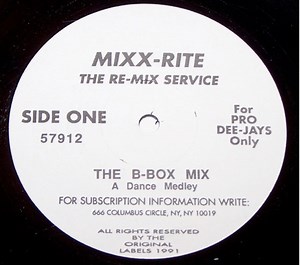 MIXX-RITE
THE RE-MIX SERVICE
SIDE ONE
57912
For
PRO
DEE-JAYS
Only
THE B-BOX MIX
A Dance Medley
FOR SUBSCRIPTION INFORMATION WRITE:
666 COLUMBUS CIRCLE, NY, NY 10019
ALL RIGHTS RESERVED
BY THE
ORIGINAL
LABELS 1991